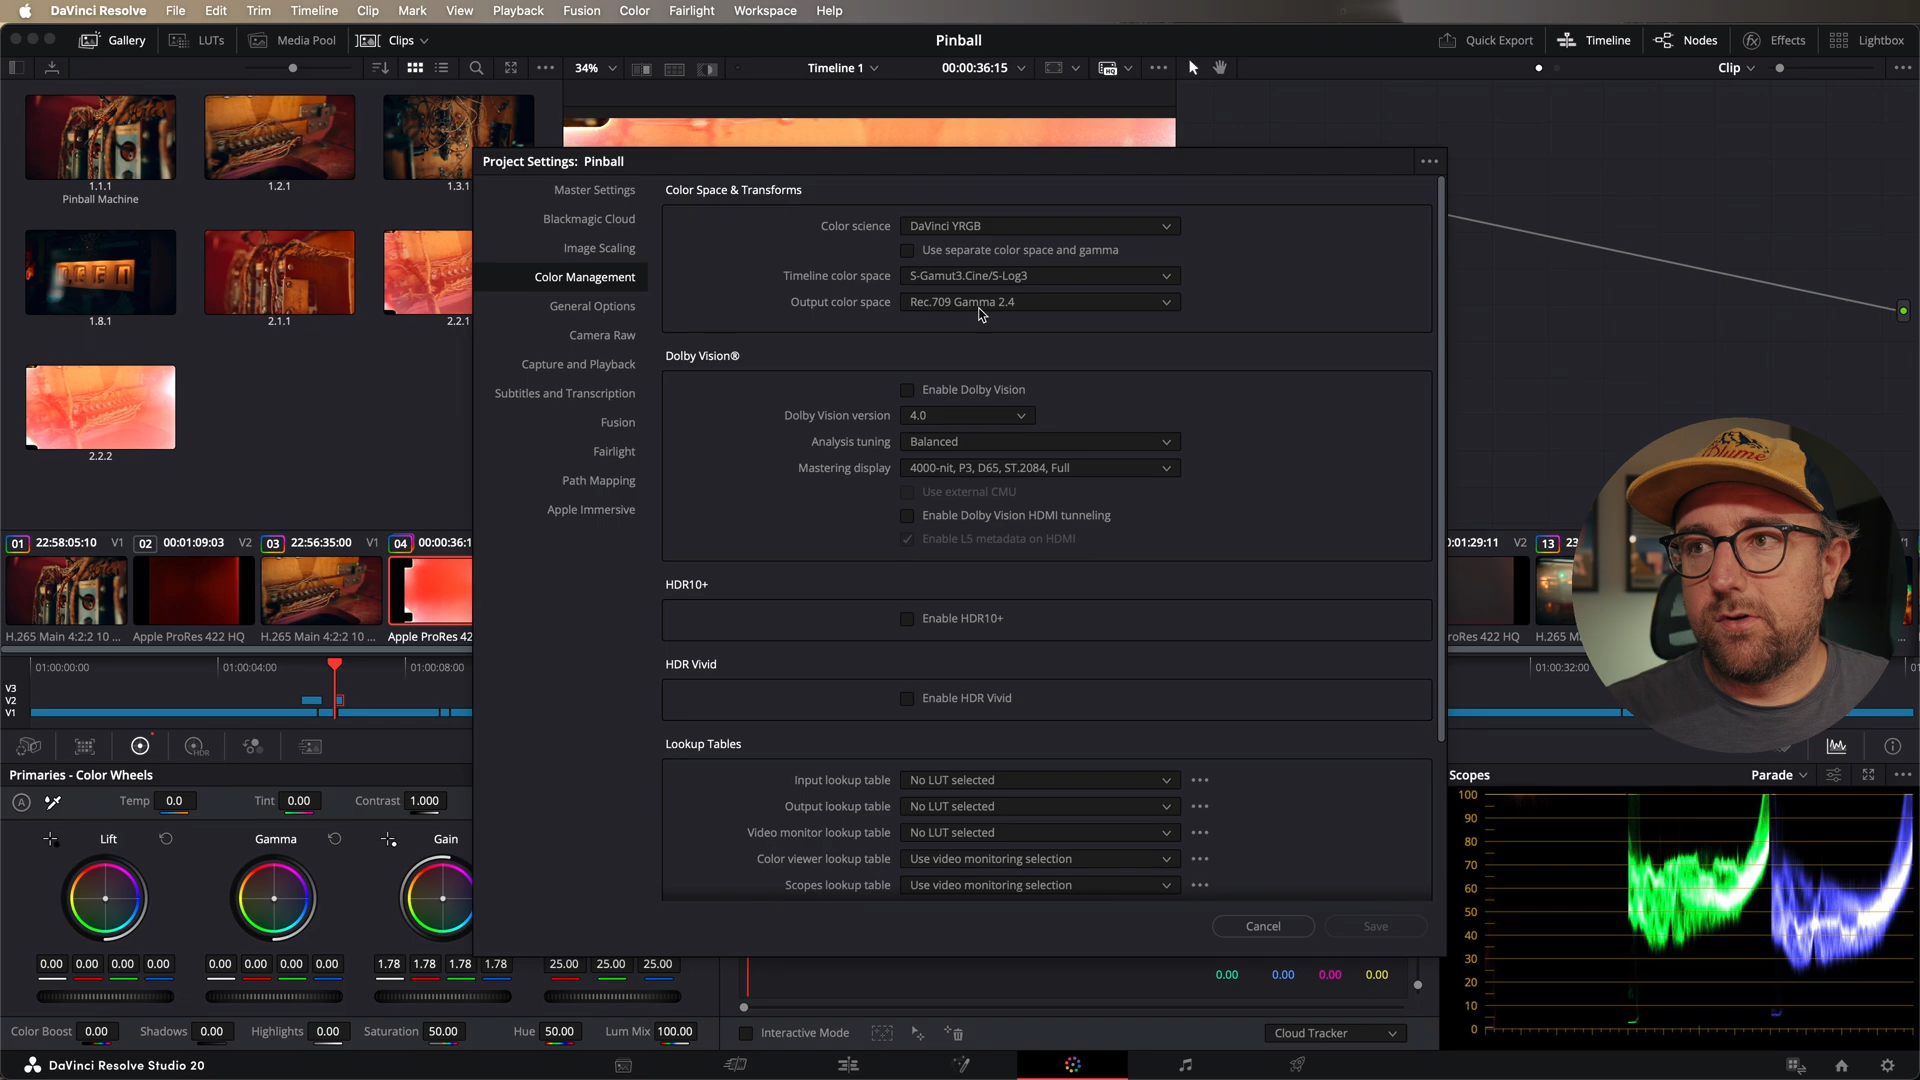 DaVinci Resolve File Edit Trim Timeline Clip Mark View Playback Fusion Color Fairlight Workspace Help
Gallery LUTs Media Pool Clips Pinball Quick Export Timeline Nodes Effects Lightbox
34% Timeline 1 00:00:36:15 HQ Clip
1.1.1
Pinball Machine
1.2.1
1.3.1
1.8.1
2.1.1
2.2.1
2.2.2
Project Settings: Pinball
Master Settings
Blackmagic Cloud
Image Scaling
Color Management
General Options
Camera Raw
Capture and Playback
Subtitles and Transcription
Fusion
Fairlight
Path Mapping
Apple Immersive
Color Space & Transforms
Color science DaVinci YRGB
Use separate color space and gamma
Timeline color space S-Gamut3.Cine/S-Log3
Output color space Rec.709 Gamma 2.4
Dolby Vision®
Enable Dolby Vision
Dolby Vision version 4.0
Analysis tuning Balanced
Mastering display 4000-nit, P3, D65, ST.2084, Full
Use external CMU
Enable Dolby Vision HDMI tunneling
Enable L5 metadata on HDMI
HDR10+
Enable HDR10+
HDR Vivid
Enable HDR Vivid
Lookup Tables
Input lookup table No LUT selected
Output lookup table No LUT selected
Video monitor lookup table No LUT selected
Color viewer lookup table Use video monitoring selection
Scopes lookup table Use video monitoring selection
Cancel Save
01 22:58:05:10 V1 02 00:01:09:03 V2 03 22:56:35:00 V1 04 00:00:36:1
0:01:29:11 V2 13 23
H.265 Main 4:2:2 10 ... Apple ProRes 422 HQ H.265 Main 4:2:2 10 ... Apple ProRes 42
roRes 422 HQ H.265 M
01:00:00:00 01:00:04:00 01:00:08:00 01:00:32:00 01
V3
V2
V1
HDR
Primaries - Color Wheels
A Temp 0.0 Tint 0.00 Contrast 1.000
Lift Gamma Gain
0.00 0.00 0.00 0.00 0.00 0.00 0.00 0.00 1.78 1.78 1.78 1.78 25.00 25.00 25.00
0.00 0.00 0.00 0.00
Color Boost 0.00 Shadows 0.00 Highlights 0.00 Saturation 50.00 Hue 50.00 Lum Mix 100.00
Interactive Mode Cloud Tracker
Scopes Parade
100
90
80
70
60
50
40
30
20
10
0
DaVinci Resolve Studio 20